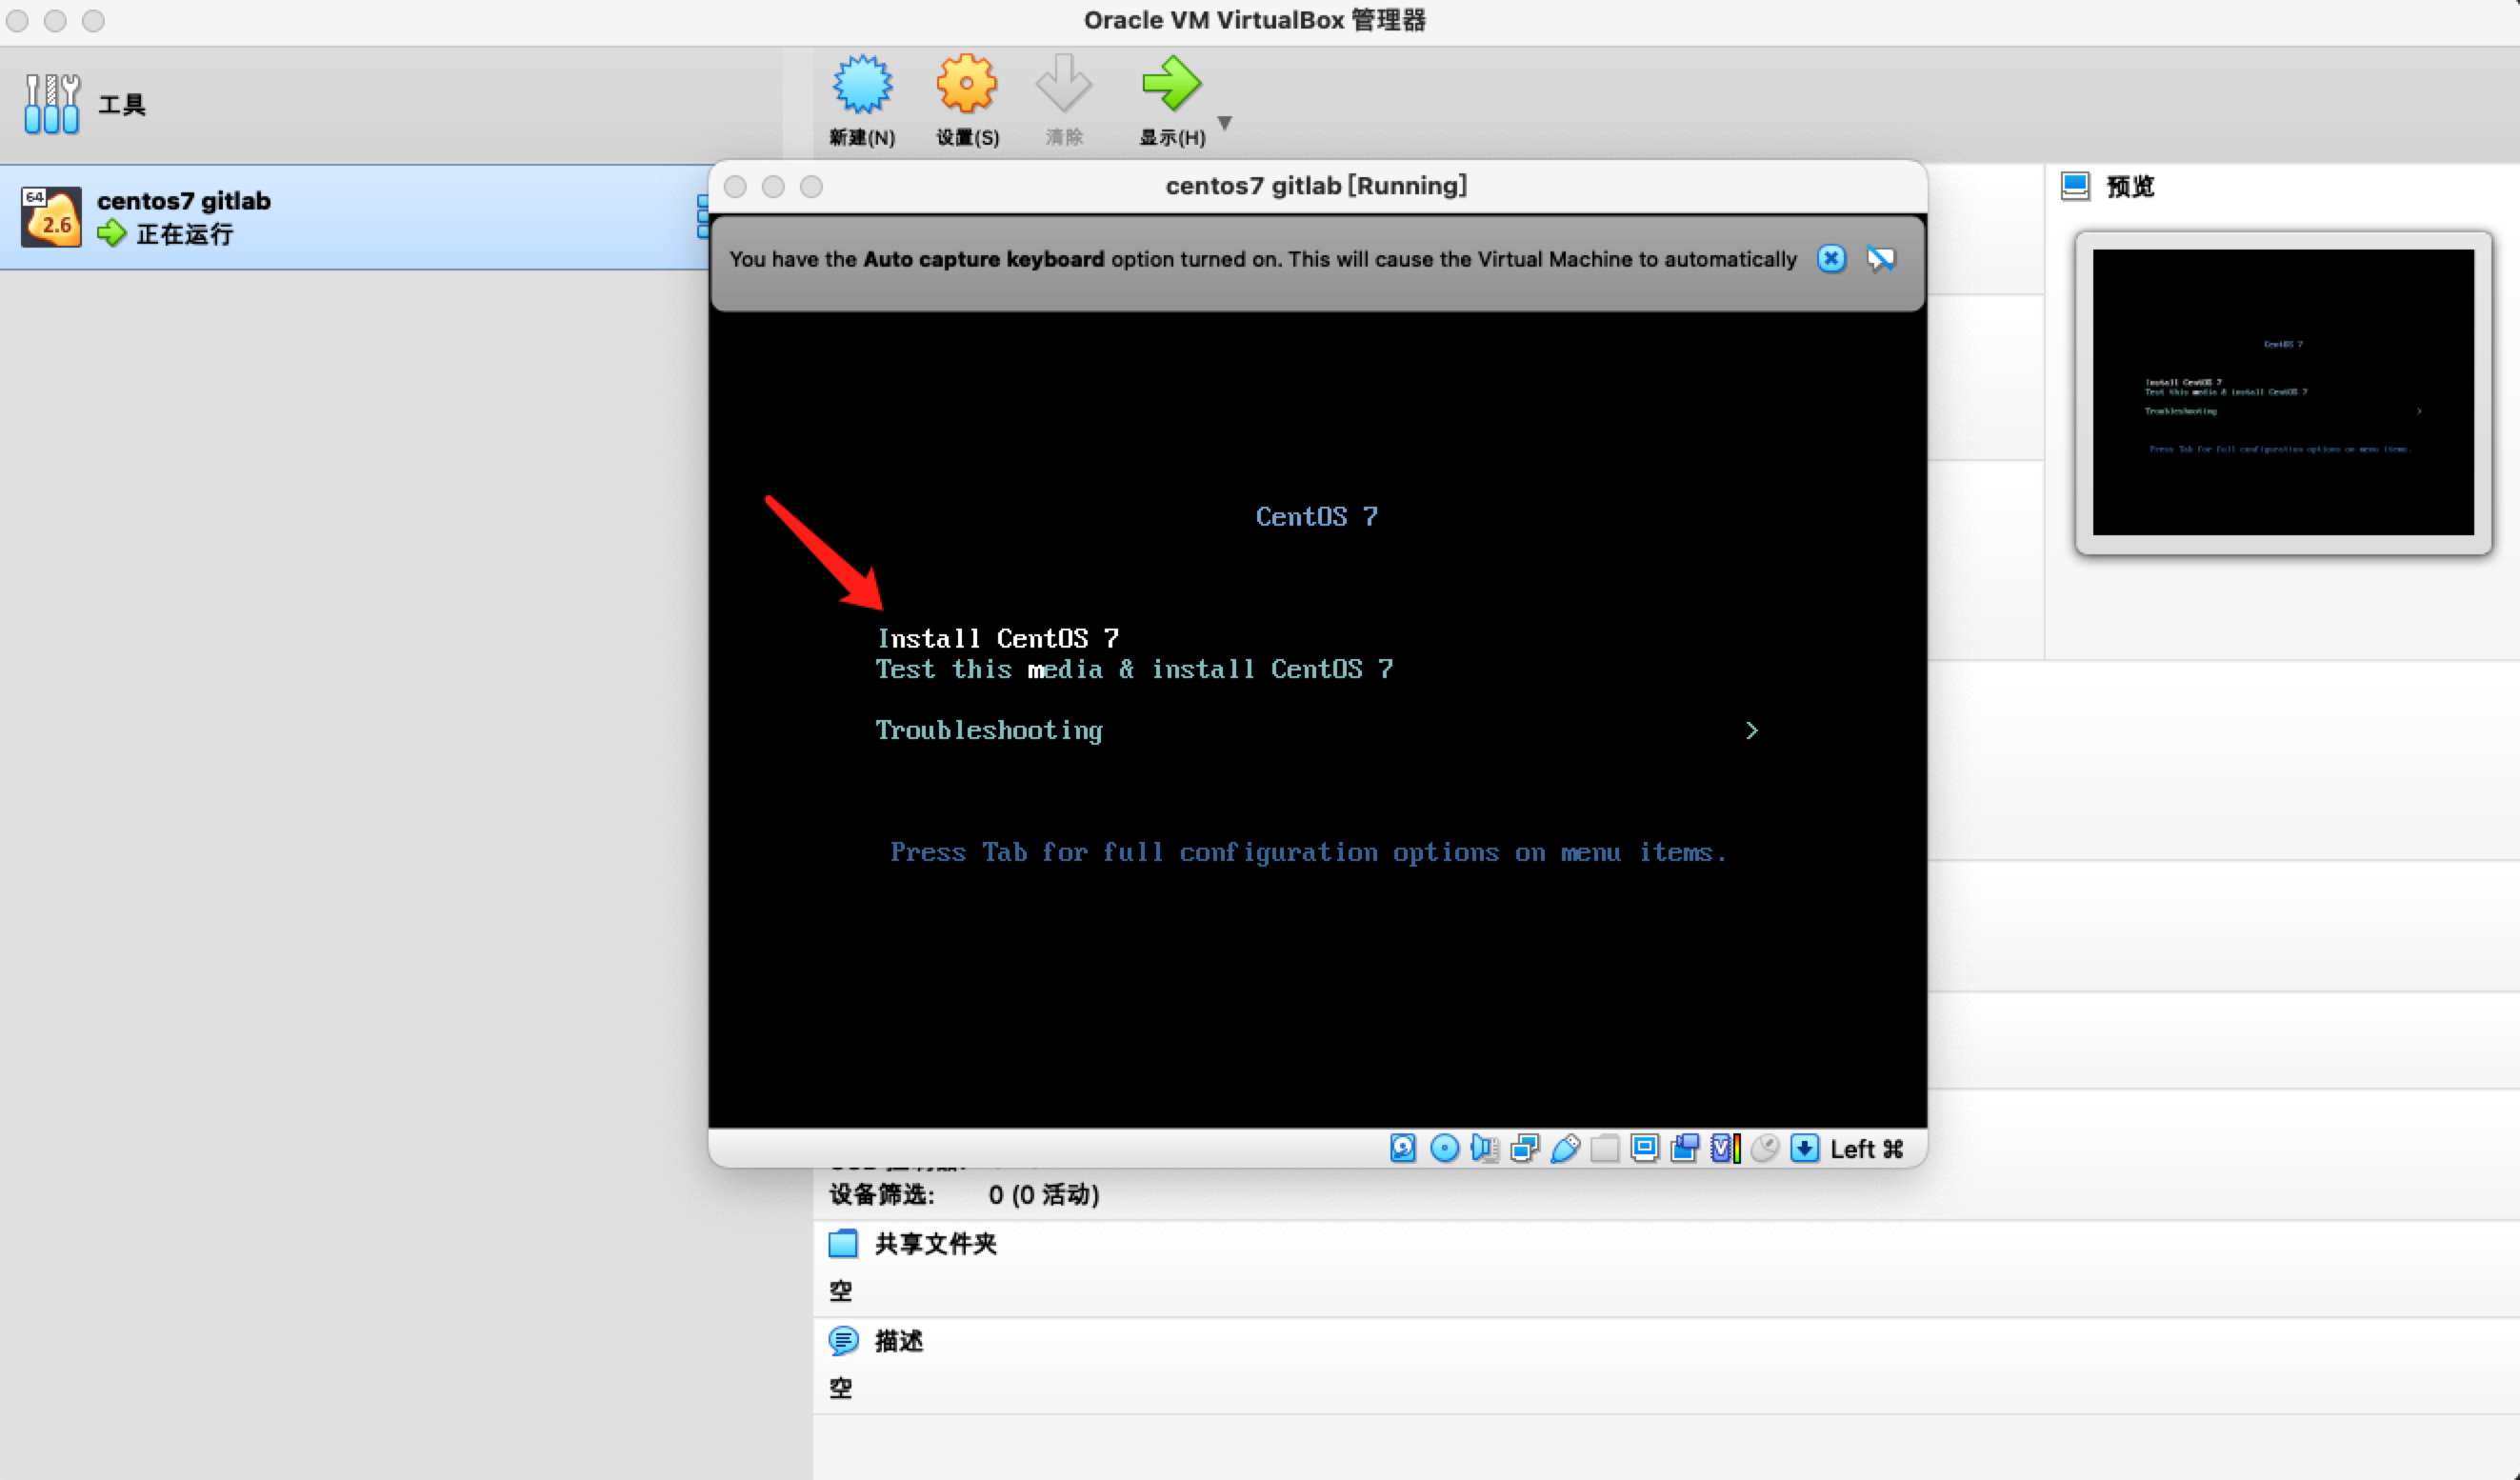 Oracle VM VirtualBox 管理器
工具
新建(N)
设置(S)
清除
显示(H)
64
2.6
centos7 gitlab
正在运行
centos7 gitlab [Running]
You have the Auto capture keyboard option turned on. This will cause the Virtual Machine to automatically
CentOS 7
Install CentOS 7
Test this media & install CentOS 7
Troubleshooting >
Press Tab for full configuration options on menu items.
Left ⌘
预览
CentOS 7
Install CentOS 7
Test this media & install CentOS 7
Troubleshooting >
Press Tab for full configuration options on menu items.
设备筛选: 0 (0 活动)
共享文件夹
空
描述
空